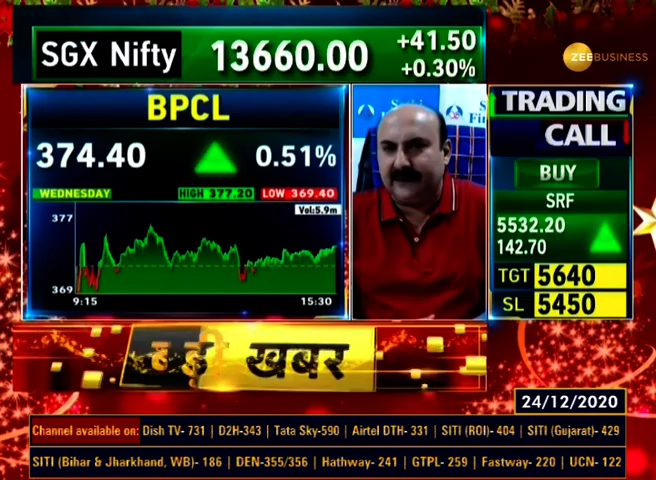 SGX Nifty 13660.00 +41.50 +0.30%
ZEEBUSINESS
BPCL
374.40 0.51%
WEDNESDAY HIGH 377.20 LOW 369.40
Vol:5.9m
377
369
9:15 15:30
TRADING
CALL
BUY
SRF
5532.20
142.70
TGT 5640
SL 5450
बड़ी खबर
24/12/2020
Channel available on: Dish TV- 731 | D2H-343 | Tata Sky-590 | Airtel DTH- 331 | SITI (ROI)- 404 | SITI (Gujarat)- 429
SITI (Bihar & Jharkhand, WB)- 186 | DEN-355/356 | Hathway- 241 | GTPL- 259 | Fastway- 220 | UCN- 122